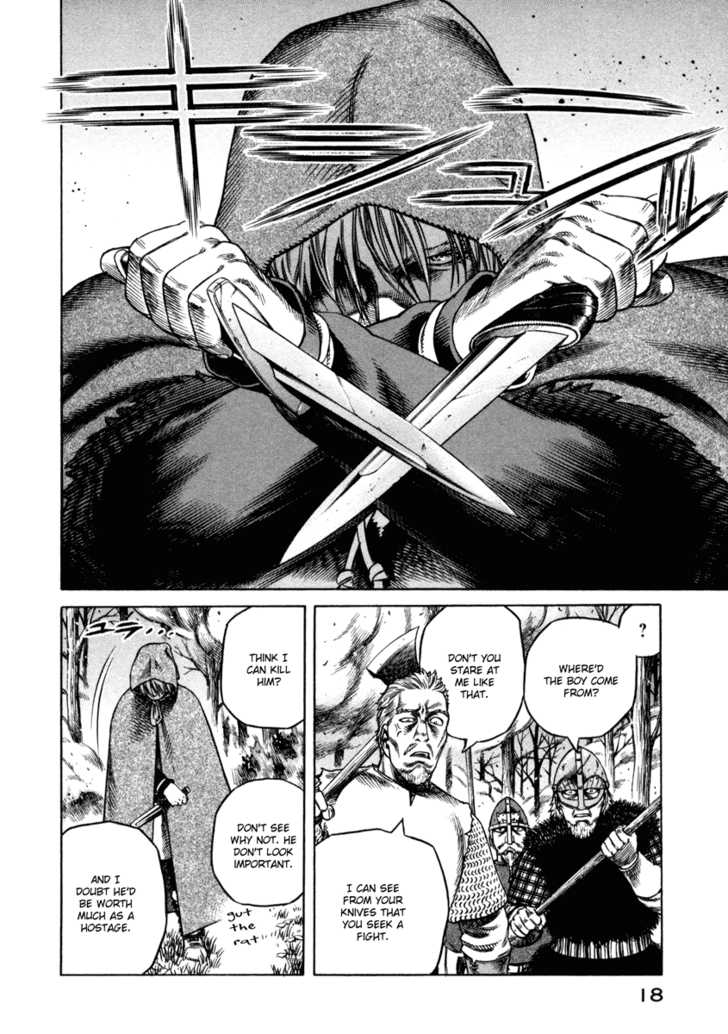 ?
WHERE'D
THE BOY COME
FROM?
DON'T YOU
STARE AT
ME LIKE
THAT.
I CAN SEE
FROM YOUR
KNIVES THAT
YOU SEEK A
FIGHT.
THINK I
CAN KILL
HIM?
ユラ...
DON'T SEE
WHY NOT. HE
DON'T LOOK
IMPORTANT.
gut
the
rat...
AND I
DOUBT HE'D
BE WORTH
MUCH AS A
HOSTAGE.
18